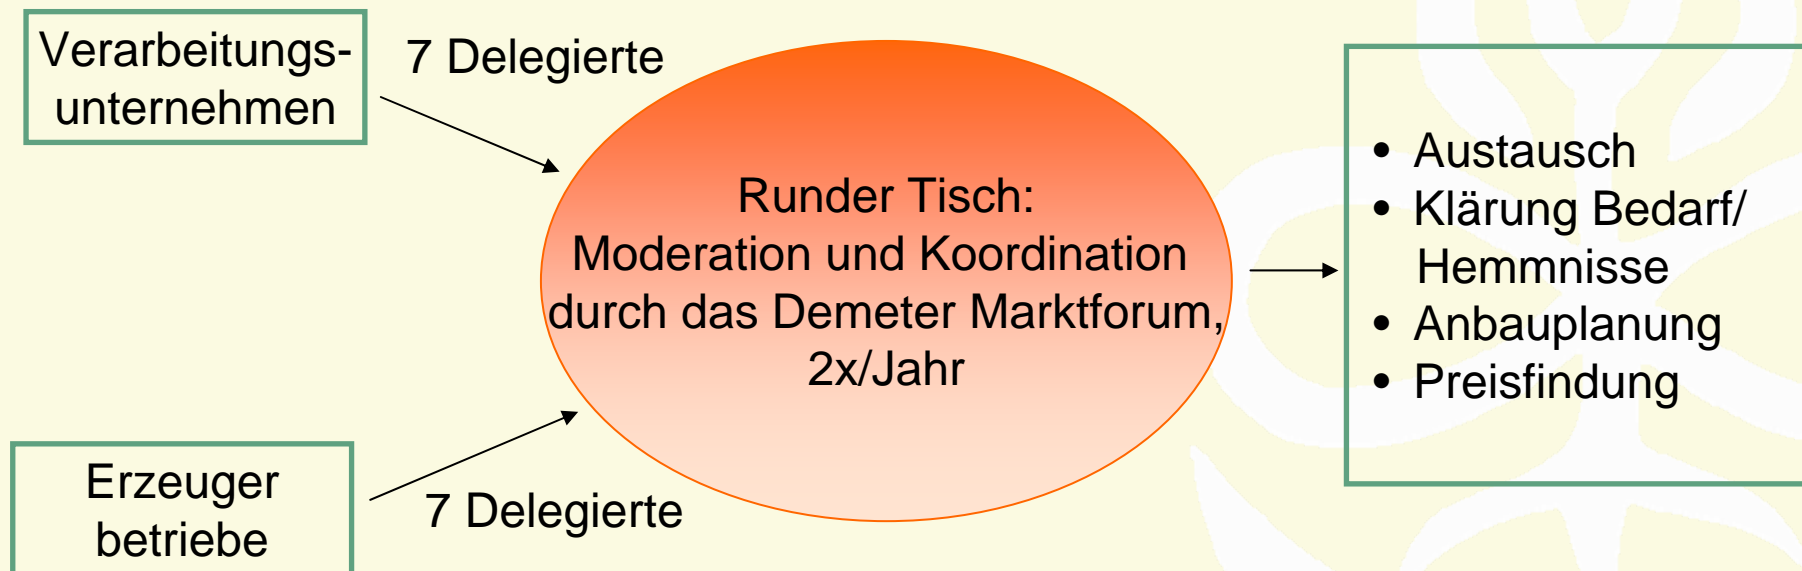 Verarbeitungs-
unternehmen
7 Delegierte
Runder Tisch:
Moderation und Koordination
durch das Demeter Marktforum,
2x/Jahr
Erzeuger
betriebe
7 Delegierte
• Austausch
• Klärung Bedarf/
Hemmnisse
• Anbauplanung
• Preisfindung